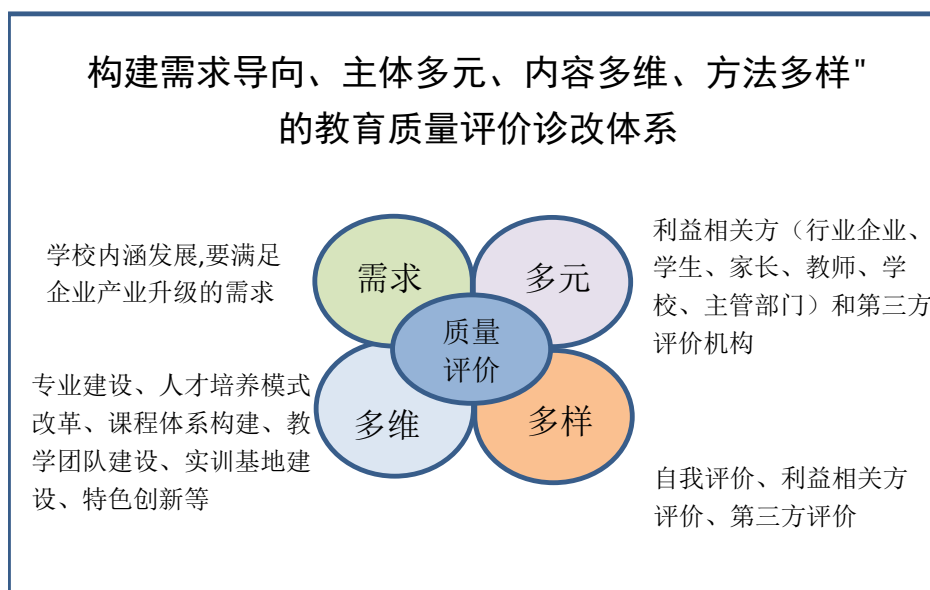 构建需求导向、主体多元、内容多维、方法多样"
的教育质量评价诊改体系
学校内涵发展,要满足
企业产业升级的需求
需求
多元
利益相关方（行业企业、
学生、家长、教师、学
校、主管部门）和第三方
评价机构
质量
评价
专业建设、人才培养模式
改革、课程体系构建、教
学团队建设、实训基地建
设、特色创新等
多维
多样
自我评价、利益相关方
评价、第三方评价